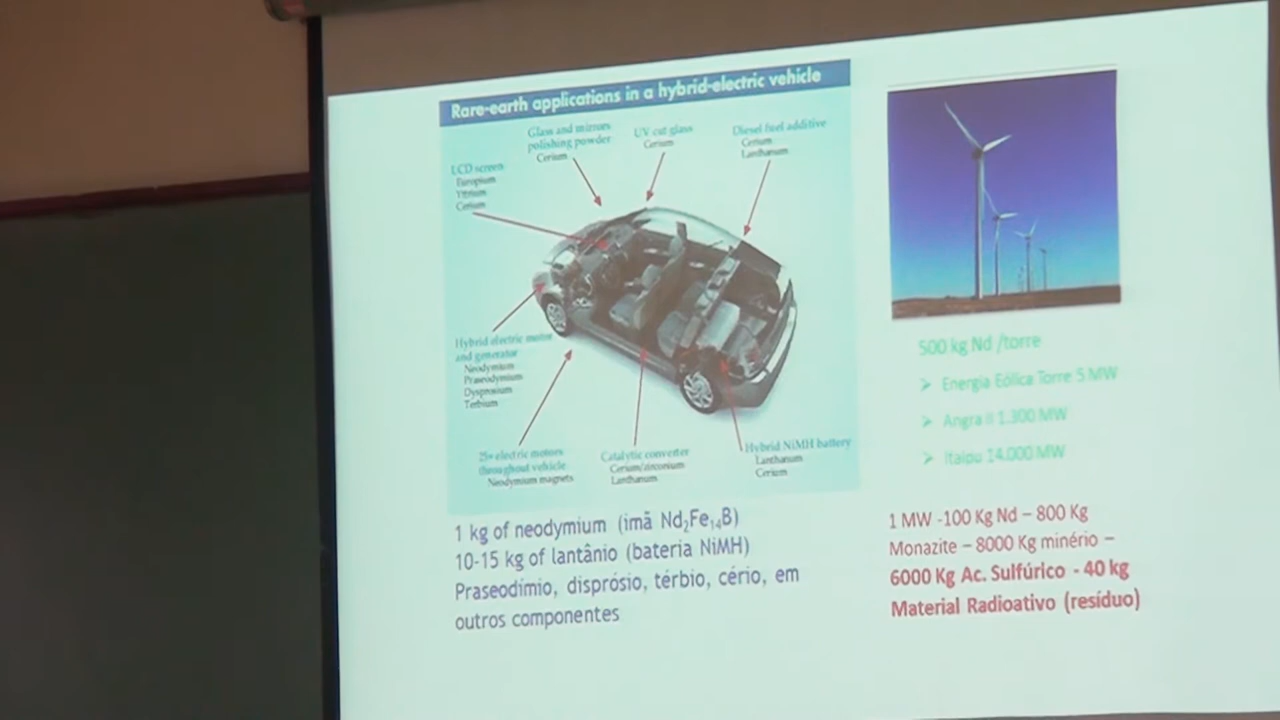 Rare-earth applications in a hybrid-electric vehicle
Glass and mirrors
polishing powder
Cerium
UV cut glass
Cerium
Diesel fuel additive
Cerium
Lanthanum
LCD screen
Europium
Yttrium
Cerium
Hybrid electric motor
and generator
Neodymium
Praseodymium
Dysprosium
Terbium
25+ electric motors
throughout vehicle
Neodymium magnets
Catalytic converter
Cerium/zirconium
Lanthanum
Hybrid NiMH battery
Lanthanum
Cerium
1 kg of neodymium (imã Nd₂Fe₁₄B)
10-15 kg of lantânio (bateria NiMH)
Praseodímio, disprósio, térbio, cério, em
outros componentes
500 kg Nd /torre
➢ Energia Eólica Torre 5 MW
➢ Angra II 1.300 MW
➢ Itaipu 14.000 MW
1 MW -100 Kg Nd – 800 Kg
Monazite – 8000 Kg minério –
6000 Kg Ac. Sulfúrico - 40 kg
Material Radioativo (resíduo)